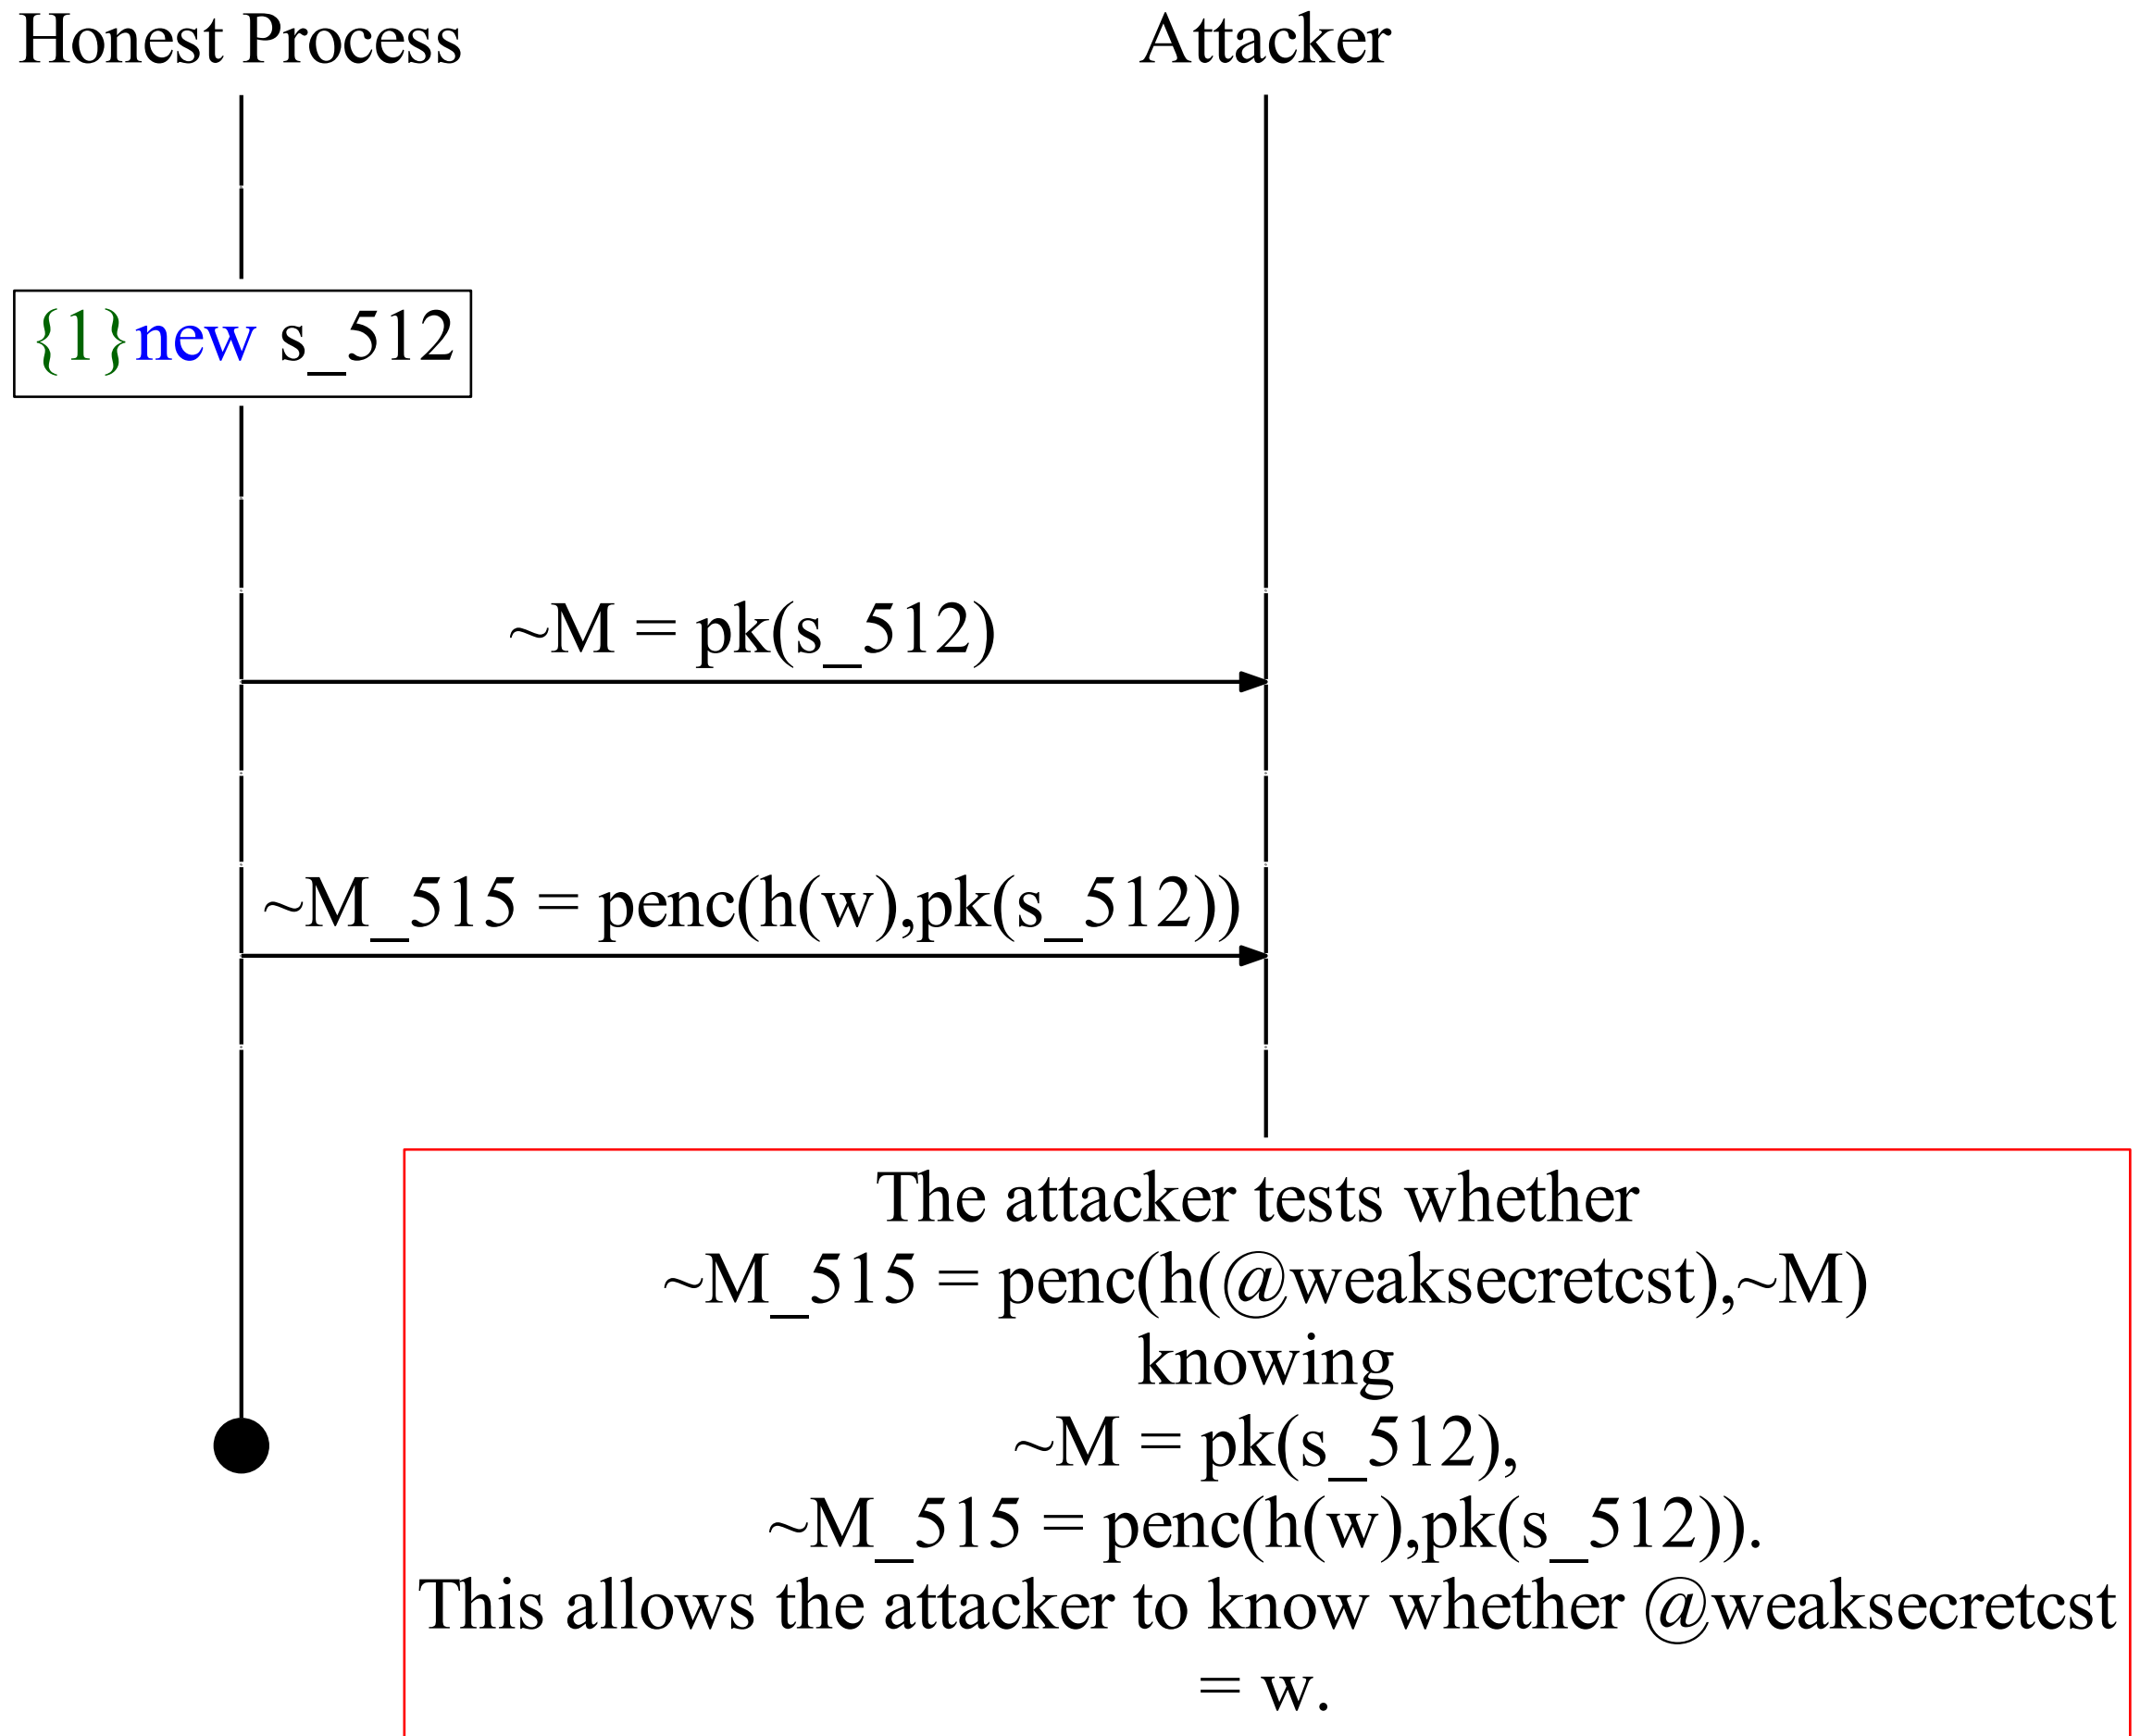 Honest Process
Attacker
{1}new s_512
~M = pk(s_512)
~M_515 = penc(h(w),pk(s_512))
The attacker tests whether
~M_515 = penc(h(@weaksecretcst),~M)
knowing
~M = pk(s_512),
~M_515 = penc(h(w),pk(s_512)).
This allows the attacker to know whether @weaksecretcst
= w.